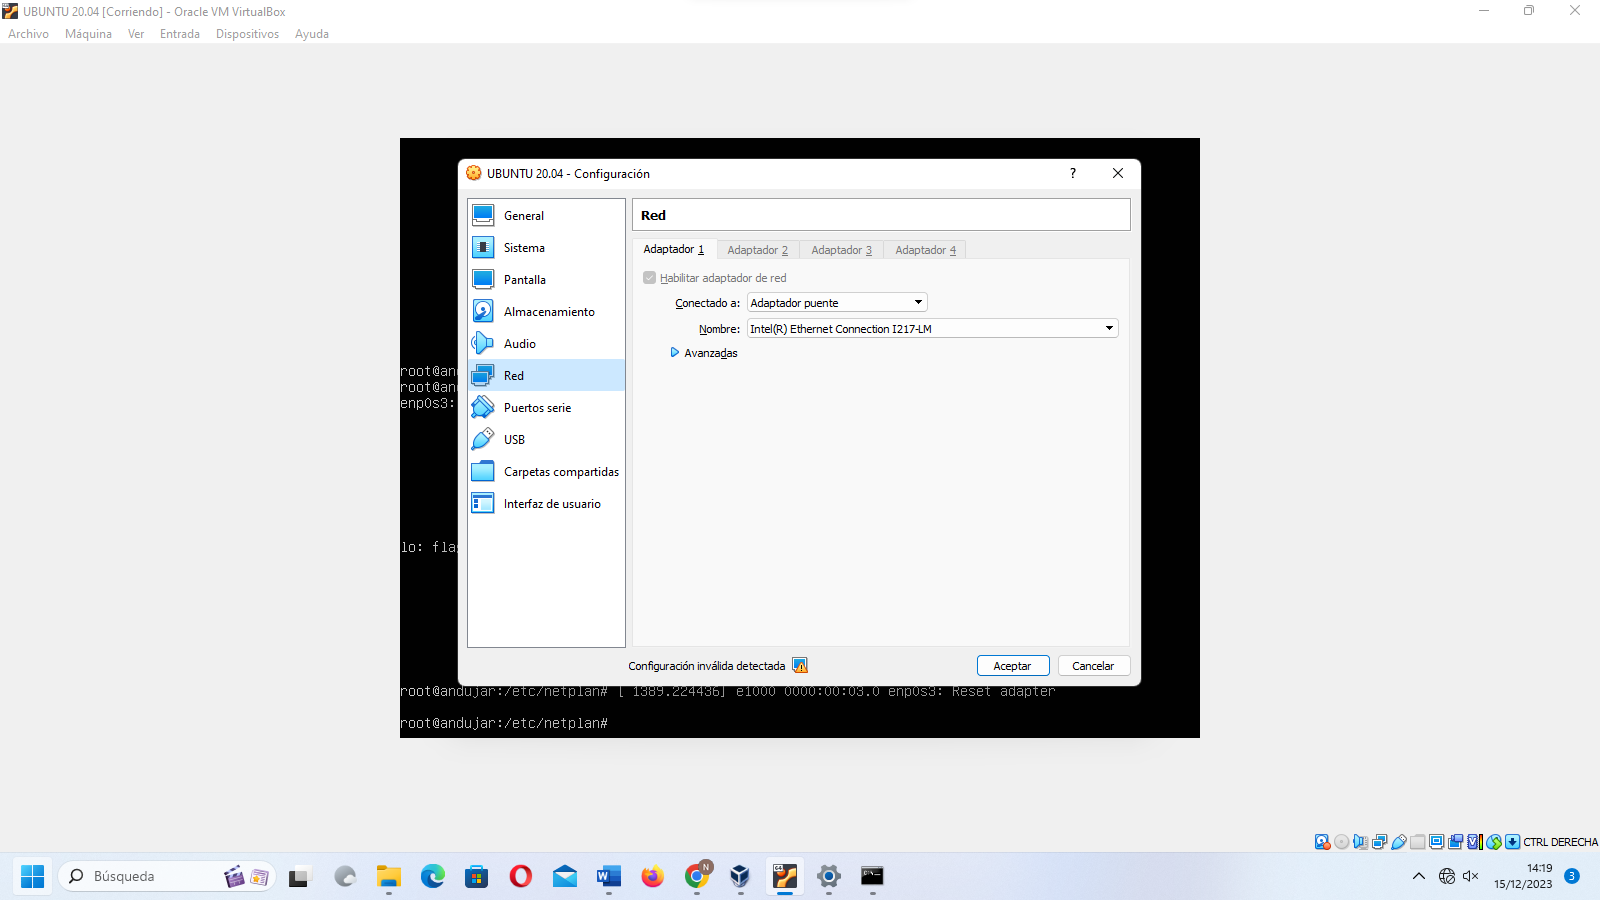 UBUNTU 20.04 [Corriendo] - Oracle VM VirtualBox
Archivo Máquina Ver Entrada Dispositivos Ayuda
UBUNTU 20.04 - Configuración
?
General
Sistema
Pantalla
Almacenamiento
Audio
Red
Puertos serie
USB
Carpetas compartidas
Interfaz de usuario
Red
Adaptador 1 Adaptador 2 Adaptador 3 Adaptador 4
Habilitar adaptador de red
Conectado a: Adaptador puente
Nombre: Intel(R) Ethernet Connection I217-LM
Avanzadas
Configuración inválida detectada
Aceptar Cancelar
root@an
root@an
enp0s3:
lo: fla
root@andujar:/etc/netplan# [ 1389.224436] e1000 0000:00:03.0 enp0s3: Reset adapter
root@andujar:/etc/netplan#
CTRL DERECHA
Búsqueda
N
14:19
15/12/2023
3